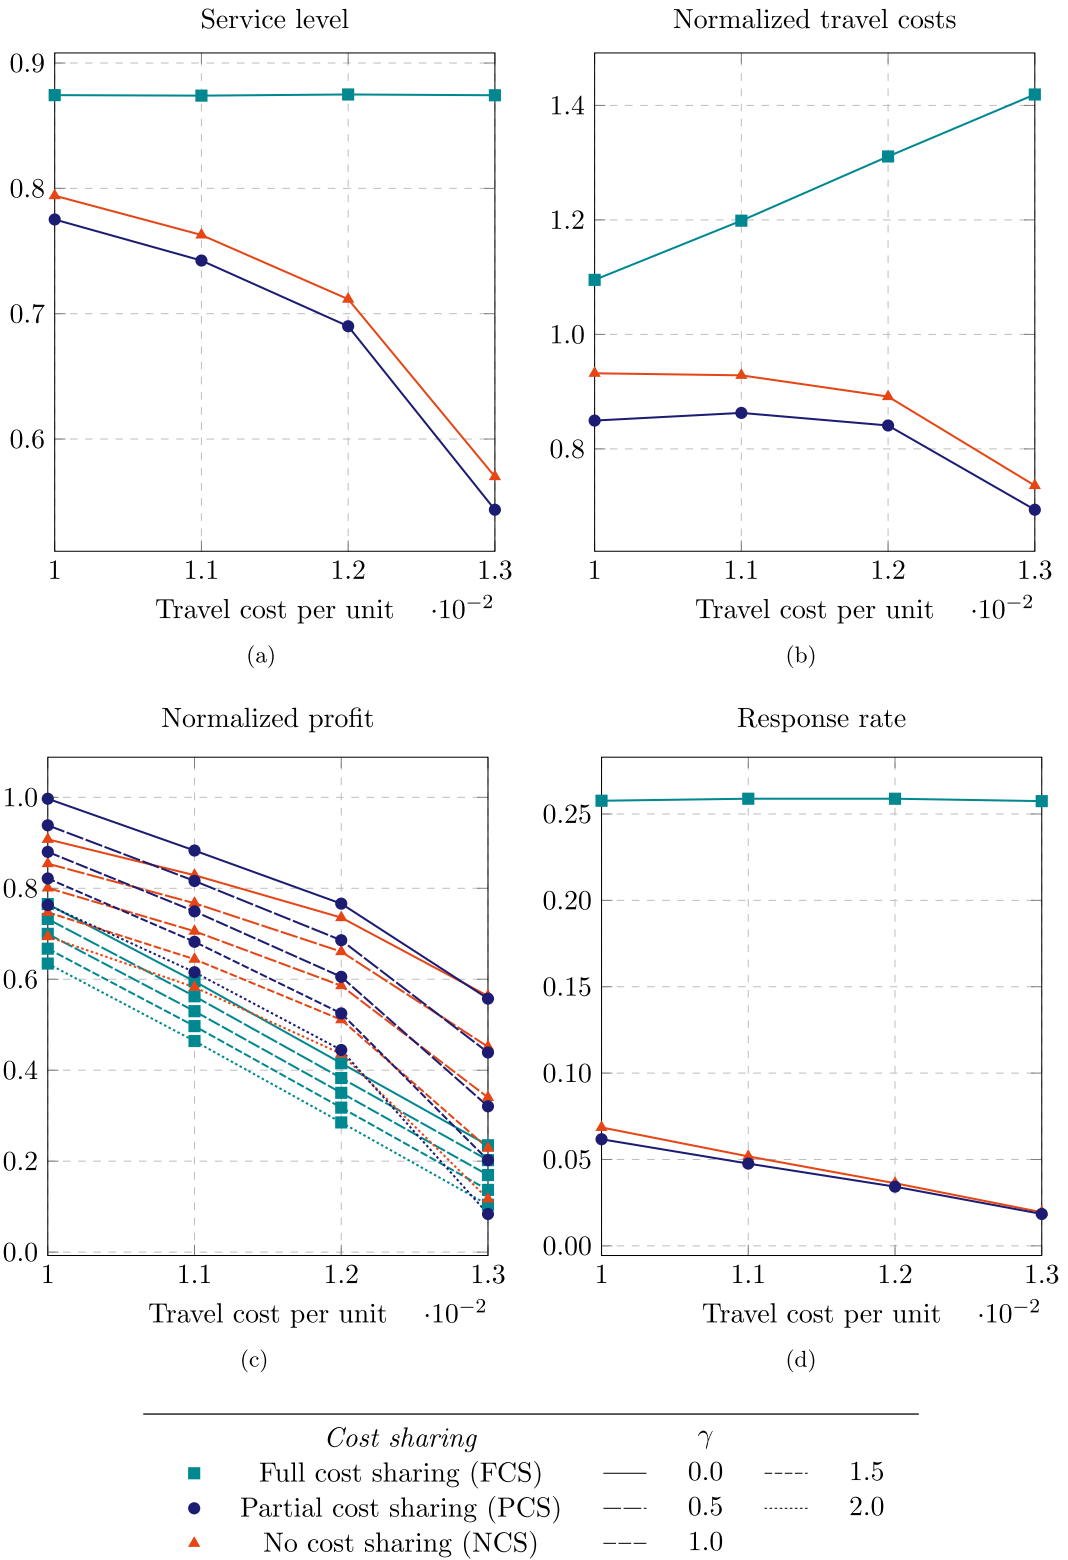 Service level
0.9
0.8
0.7
0.6
1 1.1 1.2 1.3
Travel cost per unit ·10⁻²
(a)
Normalized travel costs
1.4
1.2
1.0
0.8
1 1.1 1.2 1.3
Travel cost per unit ·10⁻²
(b)
Normalized profit
1.0
0.8
0.6
0.4
0.2
0.0
1 1.1 1.2 1.3
Travel cost per unit ·10⁻²
(c)
Response rate
0.25
0.20
0.15
0.10
0.05
0.00
1 1.1 1.2 1.3
Travel cost per unit ·10⁻²
(d)
Cost sharing γ
Full cost sharing (FCS) 0.0 1.5
Partial cost sharing (PCS) 0.5 2.0
No cost sharing (NCS) 1.0